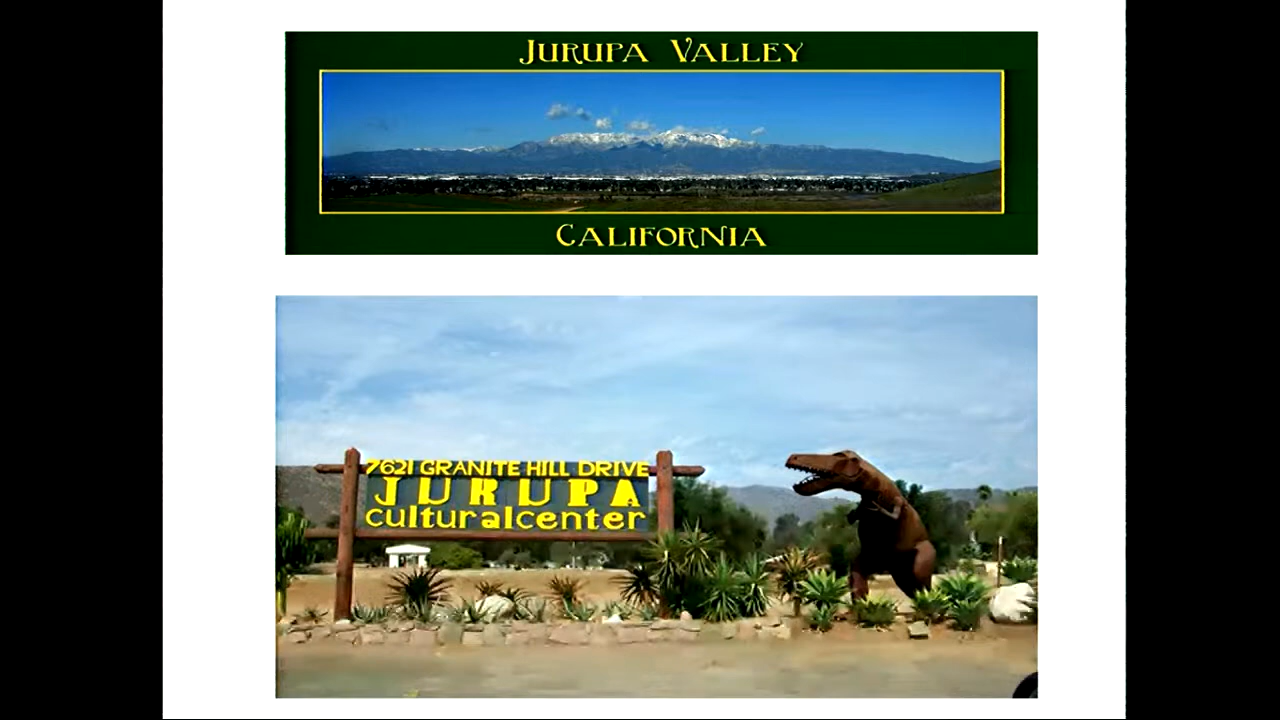 JURUPA VALLEY
CALIFORNIA
7621 GRANITE HILL DRIVE
JURUPA
culturalcenter